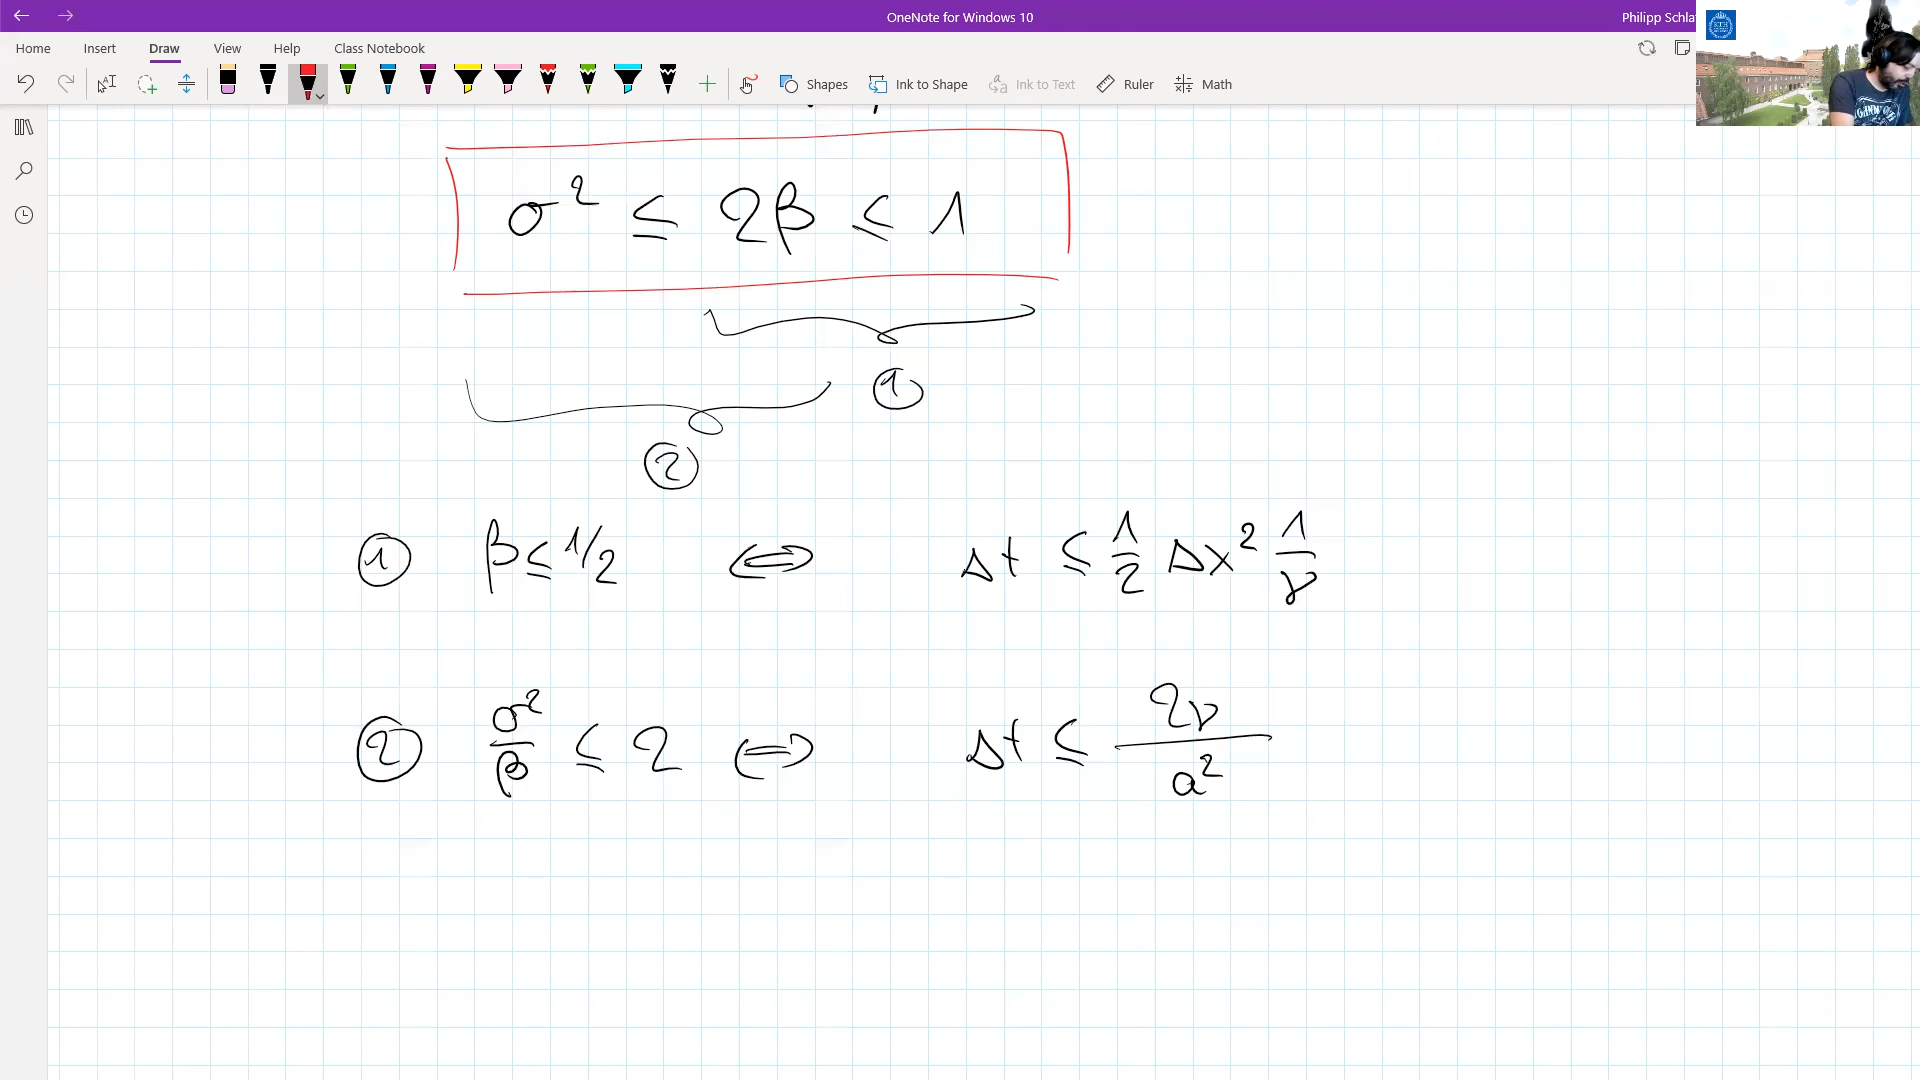 OneNote for Windows 10
Philipp Schla
Home Insert Draw View Help Class Notebook
Shapes Ink to Shape Ink to Text Ruler Math
σ² ≤ 2β ≤ 1
①
②
① β ≤ 1/2 ⟺ Δt ≤ 1/2 Δx² 1/ν
② σ²/β ≤ 2 ⟺ Δt ≤ 2ν/a²